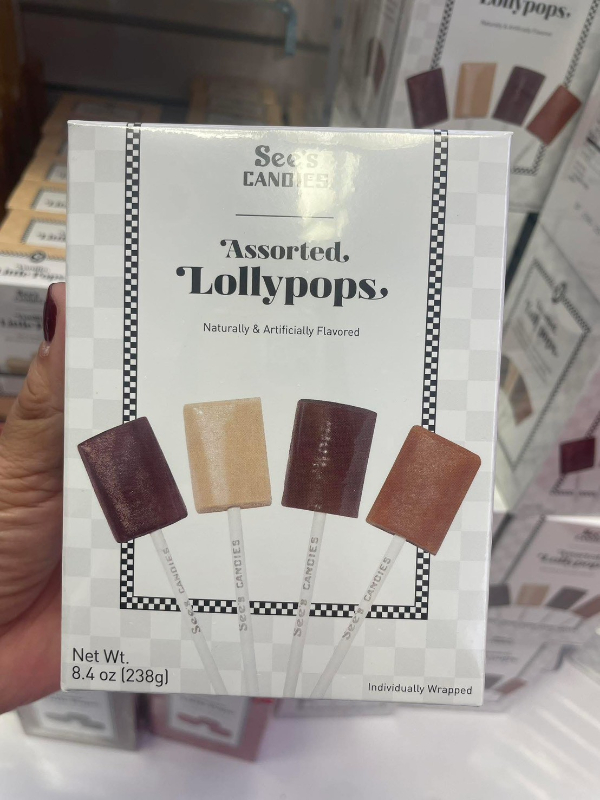 Lollypops
See's
CANDIES
Assorted
Lollypops
Naturally & Artificially Flavored
See's CANDIES
See's CANDIES
See's CANDIES
See's CANDIES
Net Wt.
8.4 oz (238g)
Individually Wrapped